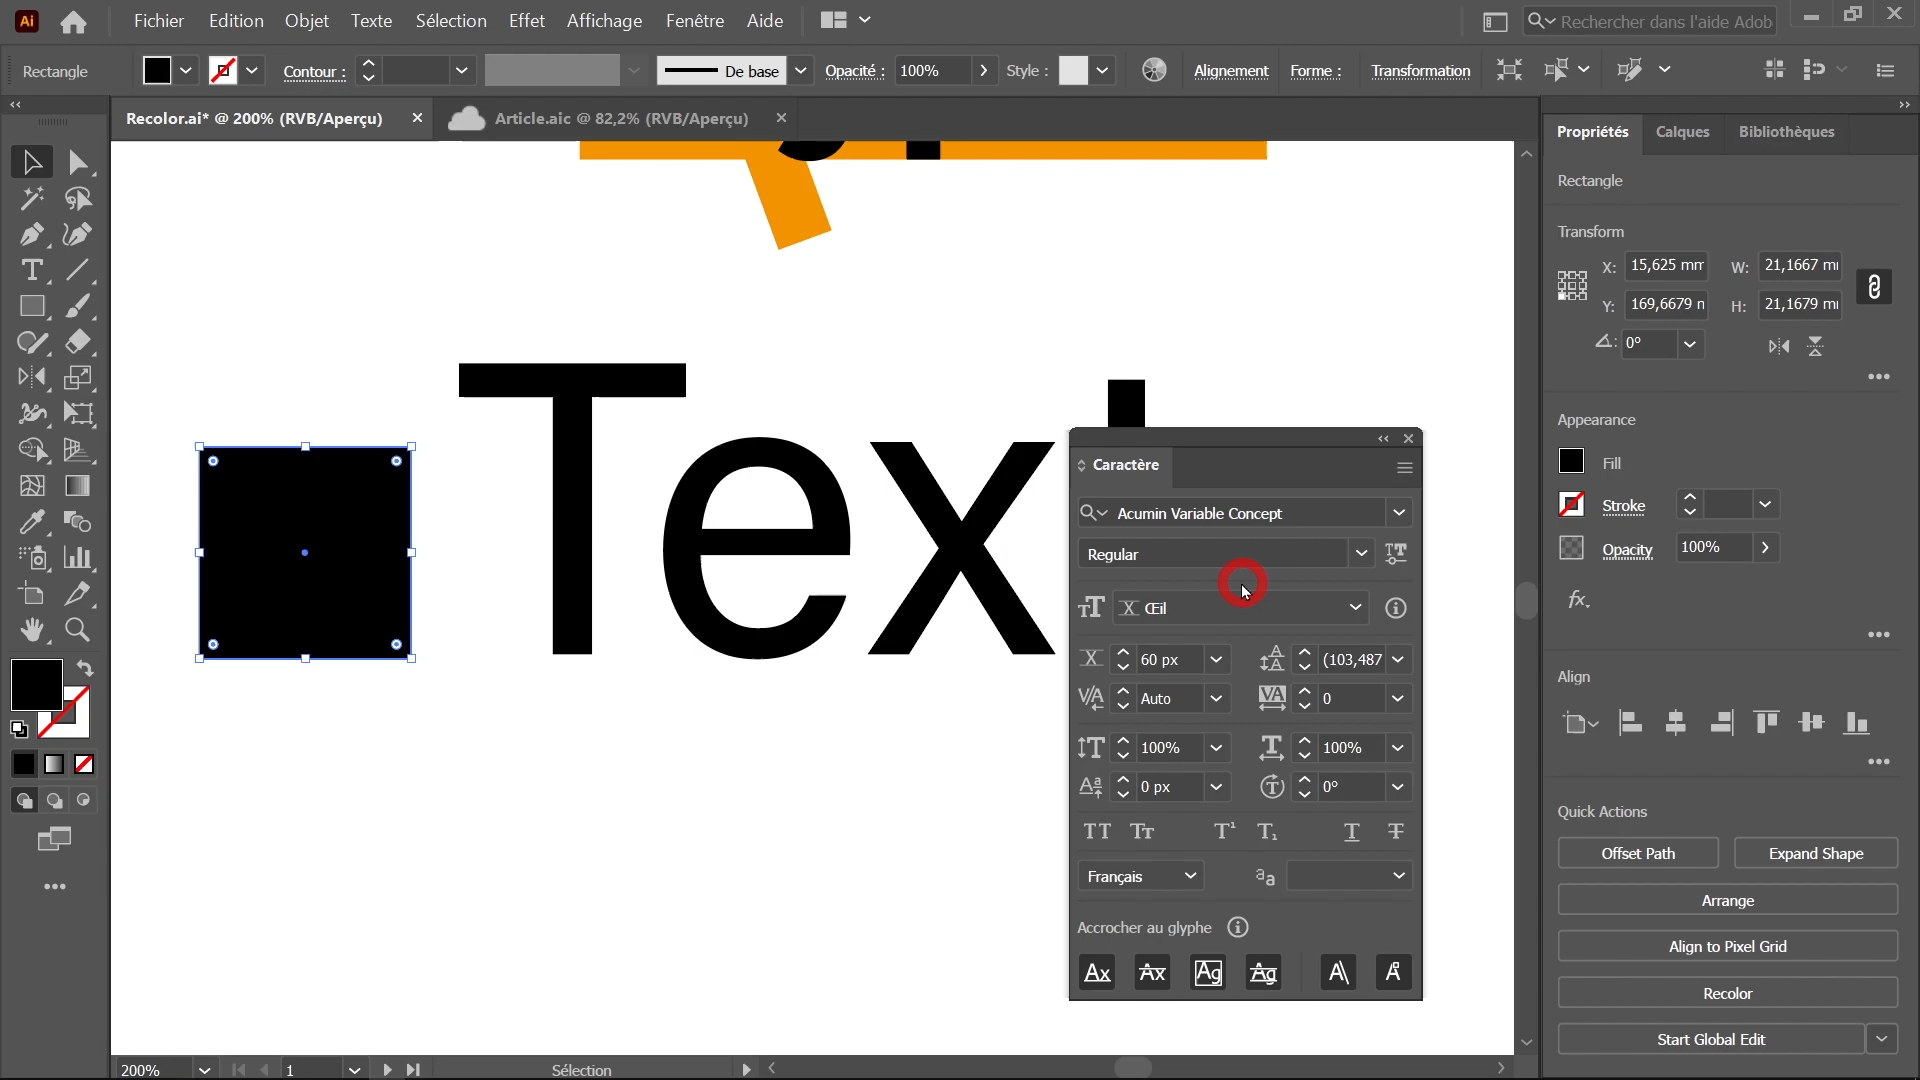 Ai Fichier Edition Objet Texte Sélection Effet Affichage Fenêtre Aide Rechercher dans l'aide Adob
Rectangle Contour : De base Opacité : 100% Style : Alignement Forme : Transformation
Recolor.ai* @ 200% (RVB/Aperçu) Article.aic @ 82,2% (RVB/Aperçu)
Propriétés Calques Bibliothèques
Rectangle
Transform
X: 15,625 mm W: 21,1667 m
Y: 169,6679 n H: 21,1679 m
0°
Appearance
Fill
Stroke
Opacity 100%
fx.
Align
Quick Actions
Offset Path Expand Shape
Arrange
Align to Pixel Grid
Recolor
Start Global Edit
Text
Caractère
Acumin Variable Concept
Regular
Œil
60 px (103,487
Auto 0
100% 100%
0 px 0°
Français
Accrocher au glyphe
200% 1 Sélection